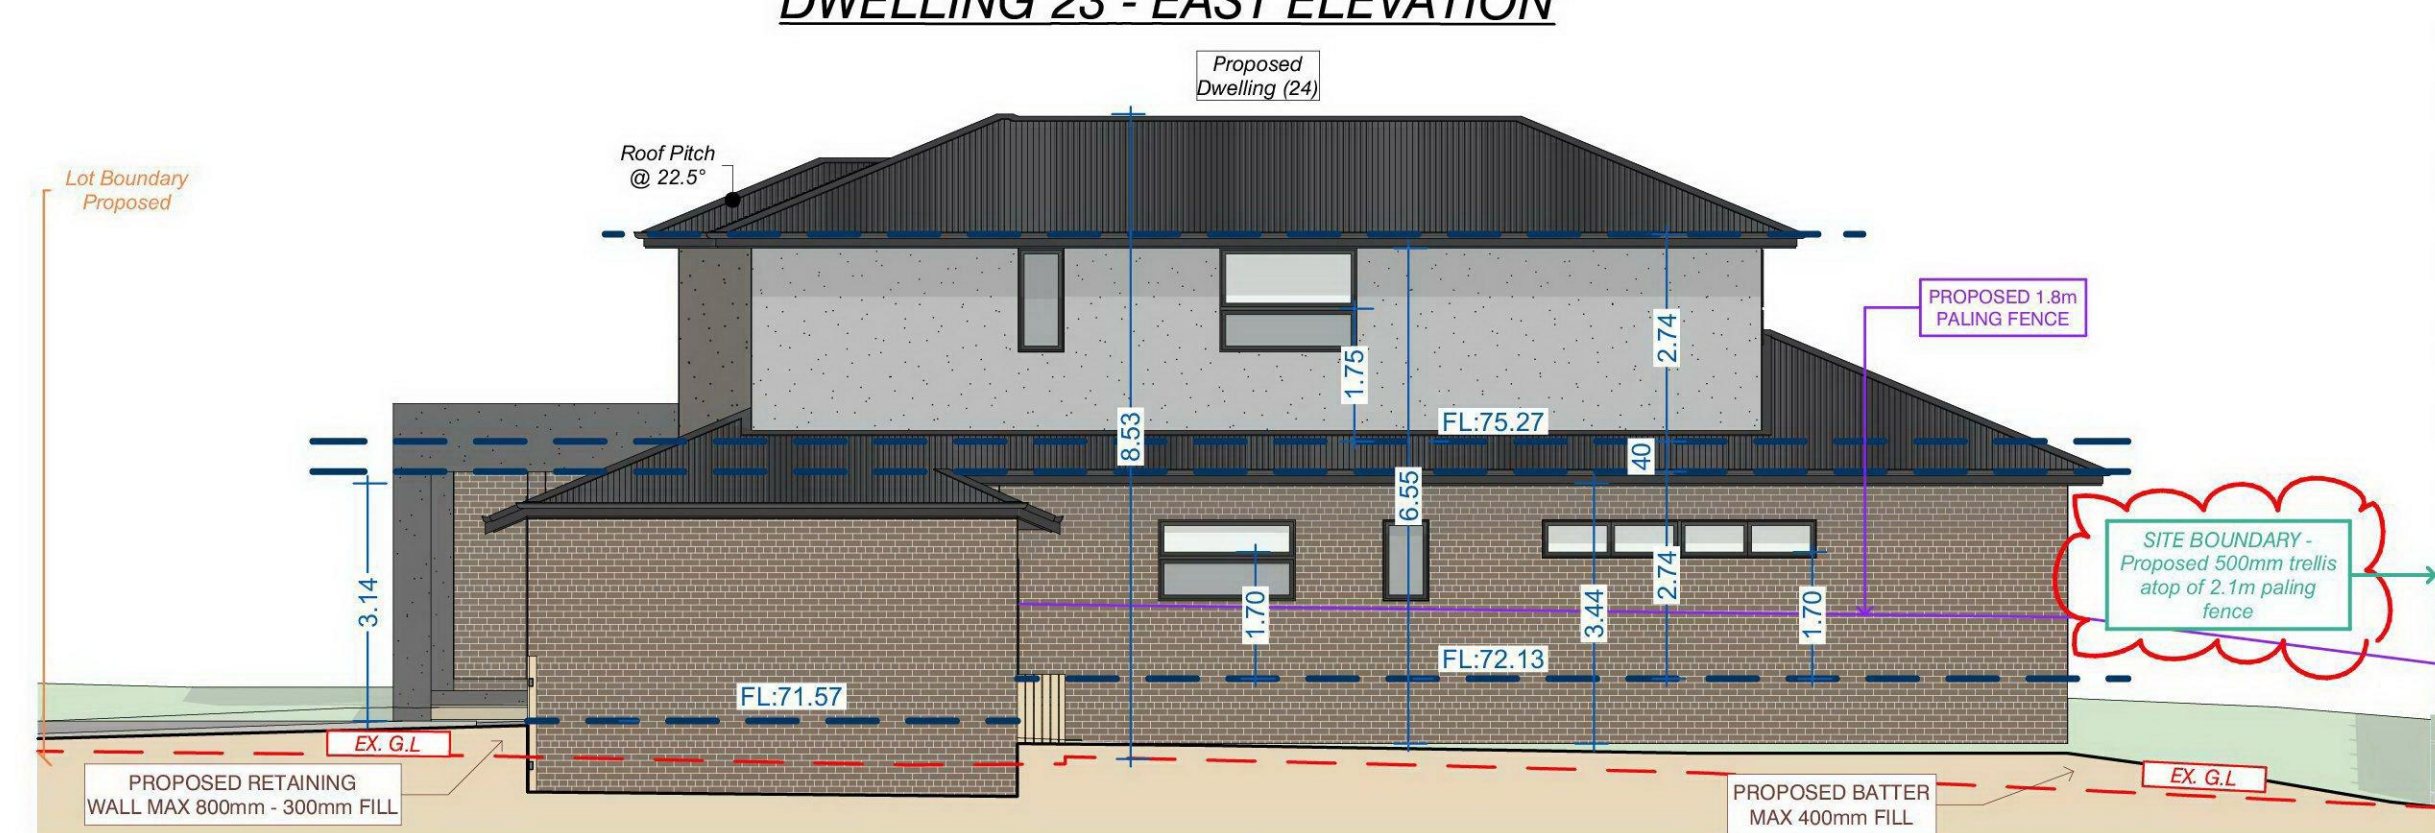 DWELLING 23 - EAST ELEVATION
Proposed
Dwelling (24)
Roof Pitch
@ 22.5°
Lot Boundary
Proposed
PROPOSED 1.8m
PALING FENCE
2.74
1.75
8.53
FL:75.27
40
6.55
SITE BOUNDARY -
Proposed 500mm trellis
atop of 2.1m paling
fence
3.14
1.70
3.44
2.74
1.70
FL:72.13
FL:71.57
EX. G.L
PROPOSED RETAINING
WALL MAX 800mm - 300mm FILL
PROPOSED BATTER
MAX 400mm FILL
EX. G.L